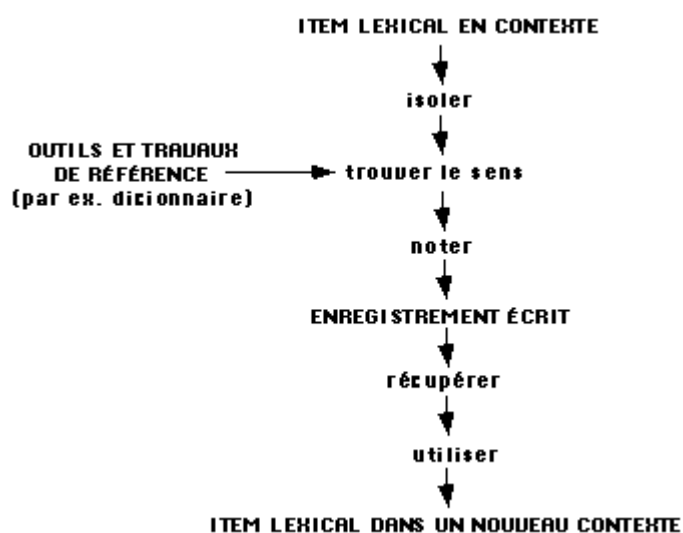 ITEM LEXICAL EN CONTEXTE
isoler
OUTILS ET TRAVAUX
DE RÉFÉRENCE
(par ex. dicionnaire)
trouver le sens
noter
ENREGISTREMENT ÉCRIT
récupérer
utiliser
ITEM LEXICAL DANS UN NOUVEAU CONTEXTE